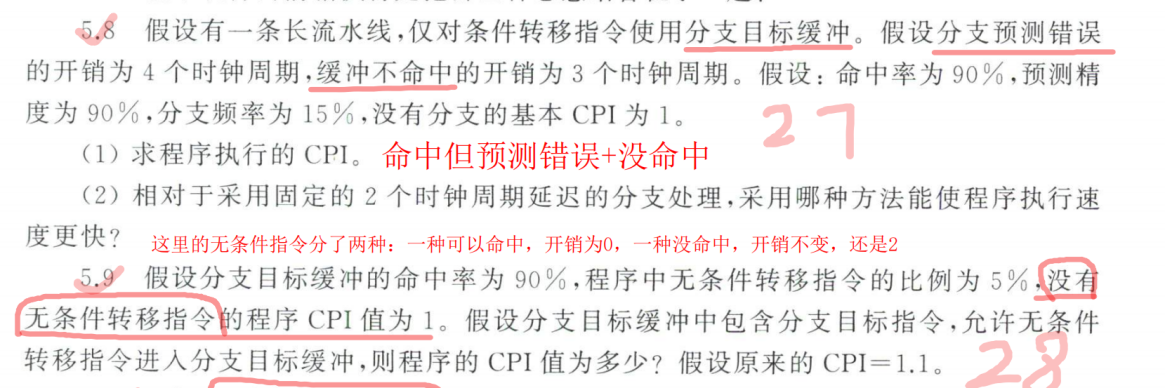 5.8 假设有一条长流水线,仅对条件转移指令使用分支目标缓冲。假设分支预测错误
的开销为 4 个时钟周期,缓冲不命中的开销为 3 个时钟周期。假设:命中率为 90%,预测精
度为 90%,分支频率为 15%,没有分支的基本 CPI 为 1。
27
(1) 求程序执行的 CPI。 命中但预测错误+没命中
(2) 相对于采用固定的 2 个时钟周期延迟的分支处理,采用哪种方法能使程序执行速
度更快? 这里的无条件指令分了两种:一种可以命中,开销为0,一种没命中,开销不变,还是2
5.9 假设分支目标缓冲的命中率为 90%,程序中无条件转移指令的比例为 5%,没有
无条件转移指令的程序 CPI 值为 1。假设分支目标缓冲中包含分支目标指令,允许无条件
转移指令进入分支目标缓冲,则程序的 CPI 值为多少? 假设原来的 CPI=1.1。
28